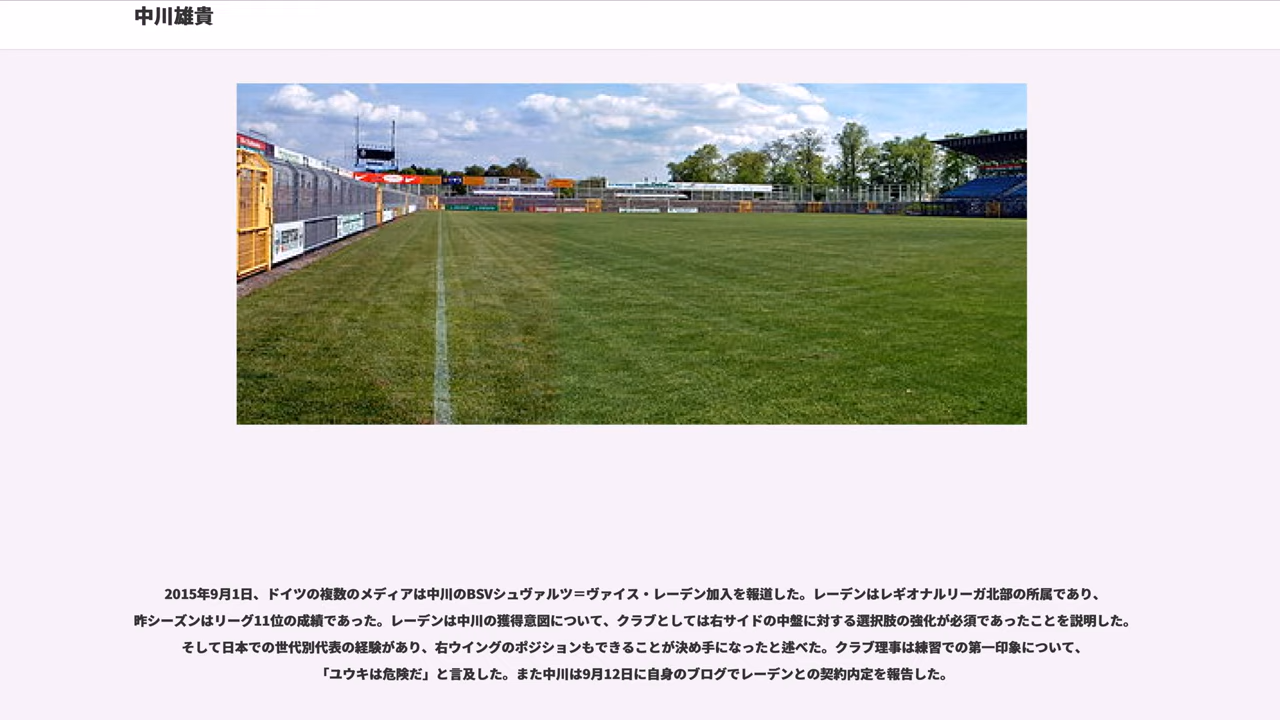 中川雄貴
2015年9月1日、ドイツの複数のメディアは中川のBSVシュヴァルツ＝ヴァイス・レーデン加入を報道した。レーデンはレギオナルリーガ北部の所属であり、
昨シーズンはリーグ11位の成績であった。レーデンは中川の獲得意図について、クラブとしては右サイドの中盤に対する選択肢の強化が必須であったことを説明した。
そして日本での世代別代表の経験があり、右ウイングのポジションもできることが決め手になったと述べた。クラブ理事は練習での第一印象について、
「ユウキは危険だ」と言及した。また中川は9月12日に自身のブログでレーデンとの契約内定を報告した。